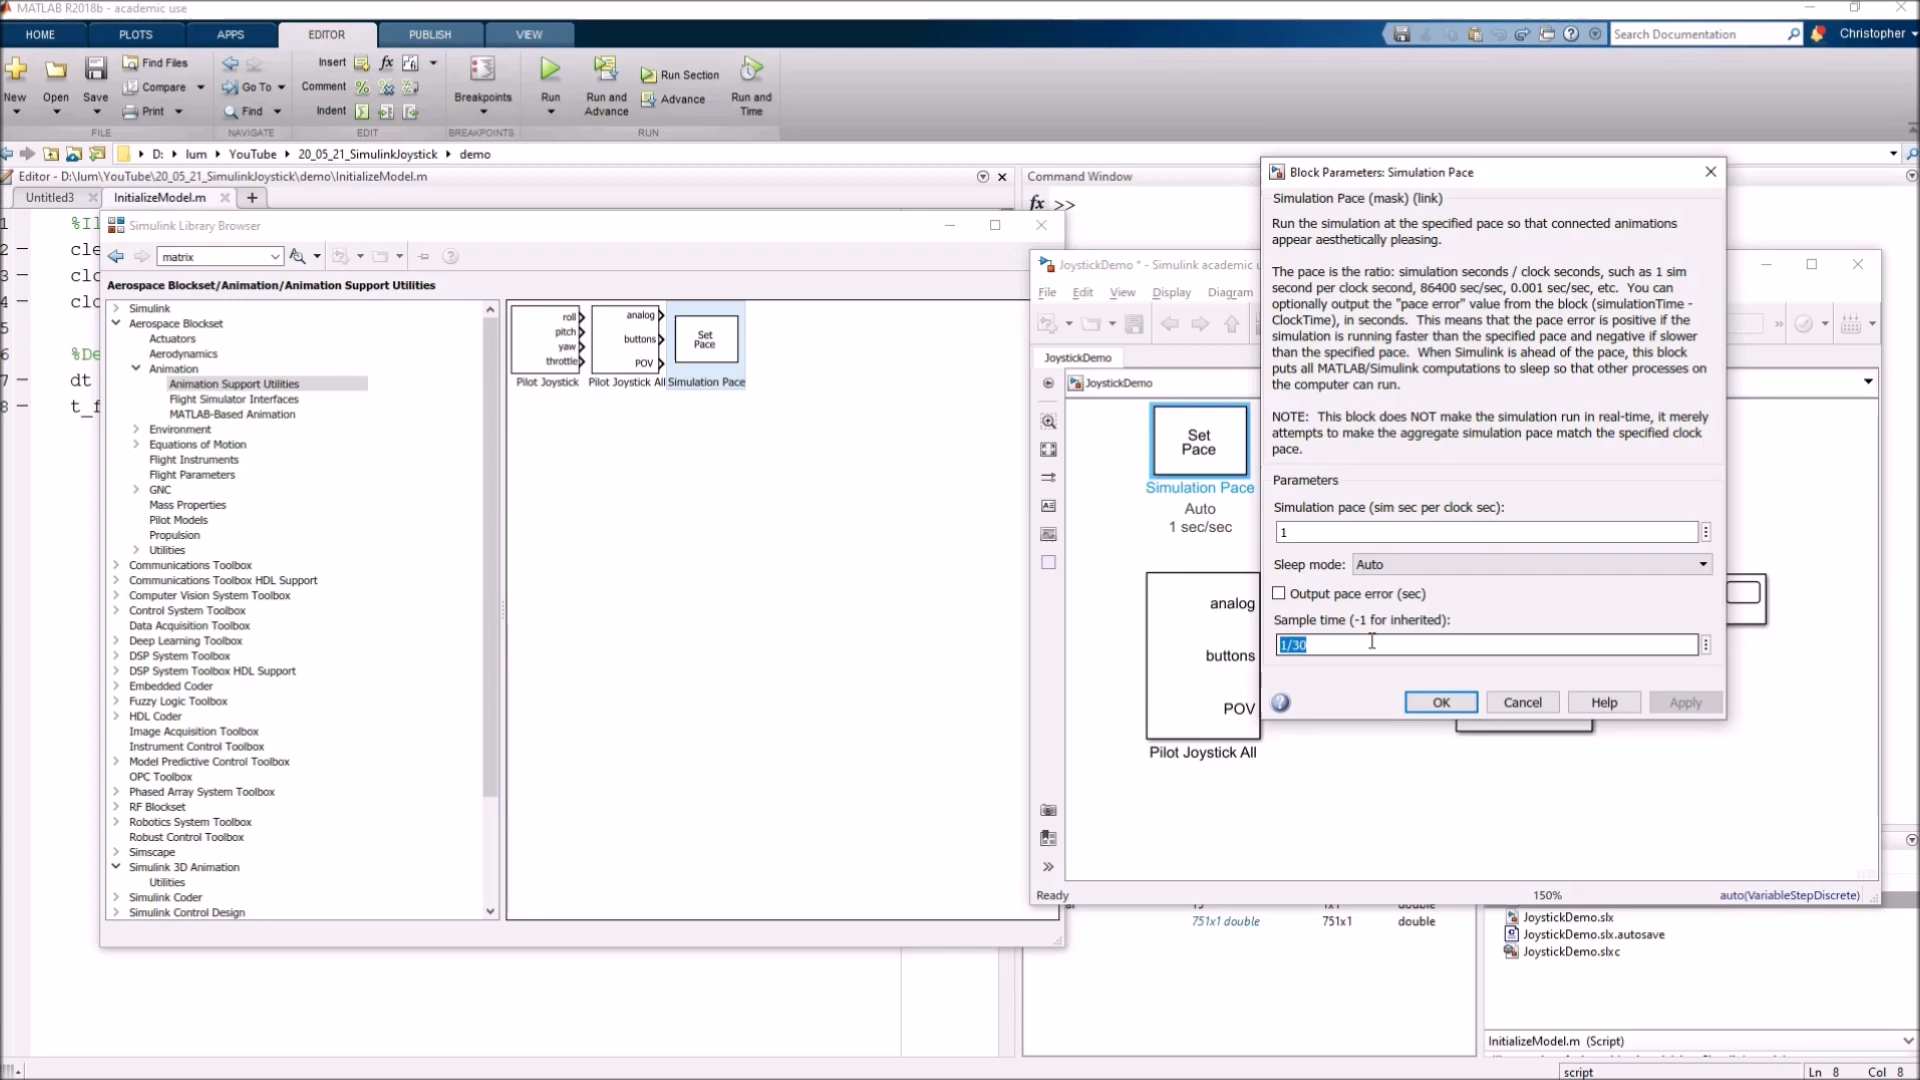 MATLAB R2018b - academic use
HOME
PLOTS
APPS
EDITOR
PUBLISH
VIEW
Search Documentation
Christopher
New
Open
Save
Find Files
Compare
Print
FILE
Go To
Find
NAVIGATE
Insert
fx
Comment
Indent
EDIT
Breakpoints
BREAKPOINTS
Run
Run and
Advance
Run Section
Advance
Run and
Time
RUN
D:
lum
YouTube
20_05_21_SimulinkJoystick
demo
Editor - D:\lum\YouTube\20_05_21_SimulinkJoystick\demo\InitializeModel.m
Untitled3
InitializeModel.m
1
%Il
2
cle
3
clo
4
clc
5
6
%De
7
dt
8
t_f
Simulink Library Browser
matrix
Aerospace Blockset/Animation/Animation Support Utilities
Simulink
Aerospace Blockset
Actuators
Aerodynamics
Animation
Animation Support Utilities
Flight Simulator Interfaces
MATLAB-Based Animation
Environment
Equations of Motion
Flight Instruments
Flight Parameters
GNC
Mass Properties
Pilot Models
Propulsion
Utilities
Communications Toolbox
Communications Toolbox HDL Support
Computer Vision System Toolbox
Control System Toolbox
Data Acquisition Toolbox
Deep Learning Toolbox
DSP System Toolbox
DSP System Toolbox HDL Support
Embedded Coder
Fuzzy Logic Toolbox
HDL Coder
Image Acquisition Toolbox
Instrument Control Toolbox
Model Predictive Control Toolbox
OPC Toolbox
Phased Array System Toolbox
RF Blockset
Robotics System Toolbox
Robust Control Toolbox
Simscape
Simulink 3D Animation
Utilities
Simulink Coder
Simulink Control Design
roll
pitch
yaw
throttle
Pilot Joystick
analog
buttons
POV
Pilot Joystick All
Set
Pace
Simulation Pace
Command Window
fx >>
JoystickDemo * - Simulink academic u
File
Edit
View
Display
Diagram
JoystickDemo
JoystickDemo
Set
Pace
Simulation Pace
Auto
1 sec/sec
analog
buttons
POV
Pilot Joystick All
Ready
150%
auto(VariableStepDiscrete)
Block Parameters: Simulation Pace
Simulation Pace (mask) (link)
Run the simulation at the specified pace so that connected animations
appear aesthetically pleasing.
The pace is the ratio: simulation seconds / clock seconds, such as 1 sim
second per clock second, 86400 sec/sec, 0.001 sec/sec, etc. You can
optionally output the "pace error" value from the block (simulationTime -
ClockTime), in seconds. This means that the pace error is positive if the
simulation is running faster than the specified pace and negative if slower
than the specified pace. When Simulink is ahead of the pace, this block
puts all MATLAB/Simulink computations to sleep so that other processes on
the computer can run.
NOTE: This block does NOT make the simulation run in real-time, it merely
attempts to make the aggregate simulation pace match the specified clock
pace.
Parameters
Simulation pace (sim sec per clock sec):
1
Sleep mode:
Auto
Output pace error (sec)
Sample time (-1 for inherited):
1/30
OK
Cancel
Help
Apply
751x1 double
751x1
double
JoystickDemo.slx
JoystickDemo.slx.autosave
JoystickDemo.slxc
InitializeModel.m (Script)
script
Ln 8
Col 8